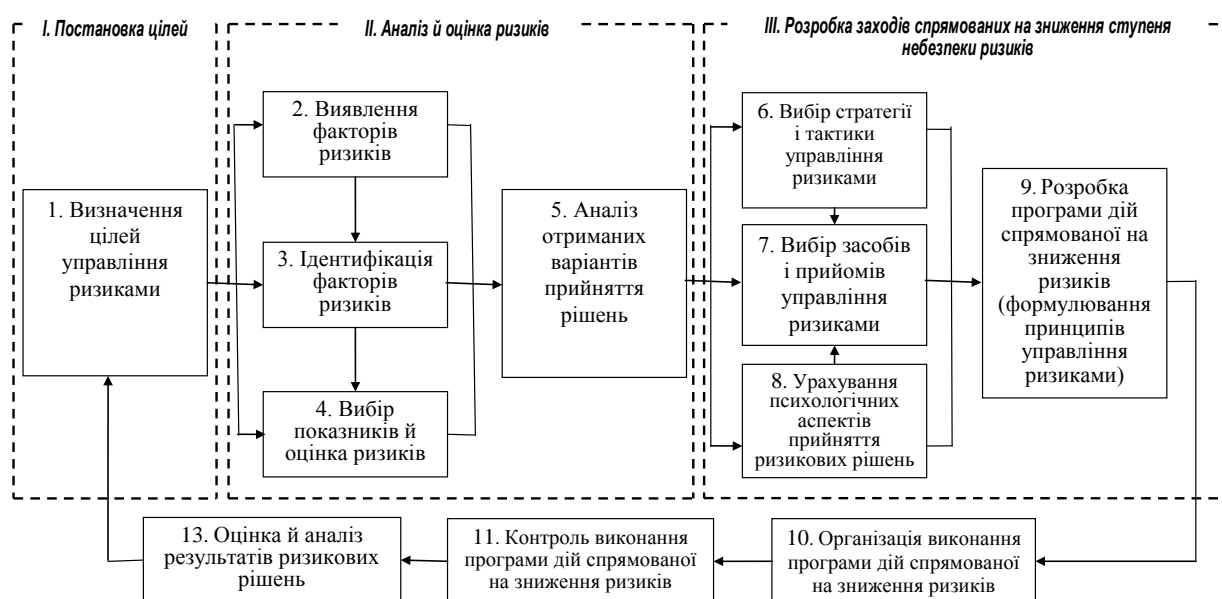 I. Постановка цілей
II. Аналіз й оцінка ризиків
III. Розробка заходів спрямованих на зниження ступеня
небезпеки ризиків
1. Визначення
цілей
управління
ризиками
2. Виявлення
факторів
ризиків
3. Ідентифікація
факторів
ризиків
4. Вибір
показників й
оцінка ризиків
5. Аналіз
отриманих
варіантів
прийняття
рішень
6. Вибір стратегії
і тактики
управління
ризиками
7. Вибір засобів
і прийомів
управління
ризиками
8. Урахування
психологічних
аспектів
прийняття
ризикових рішень
9. Розробка
програми дій
спрямованої на
зниження
ризиків
(формулювання
принципів
управління
ризиками)
10. Організація виконання
програми дій спрямованої
на зниження ризиків
11. Контроль виконання
програми дій спрямованої
на зниження ризиків
13. Оцінка й аналіз
результатів ризикових
рішень